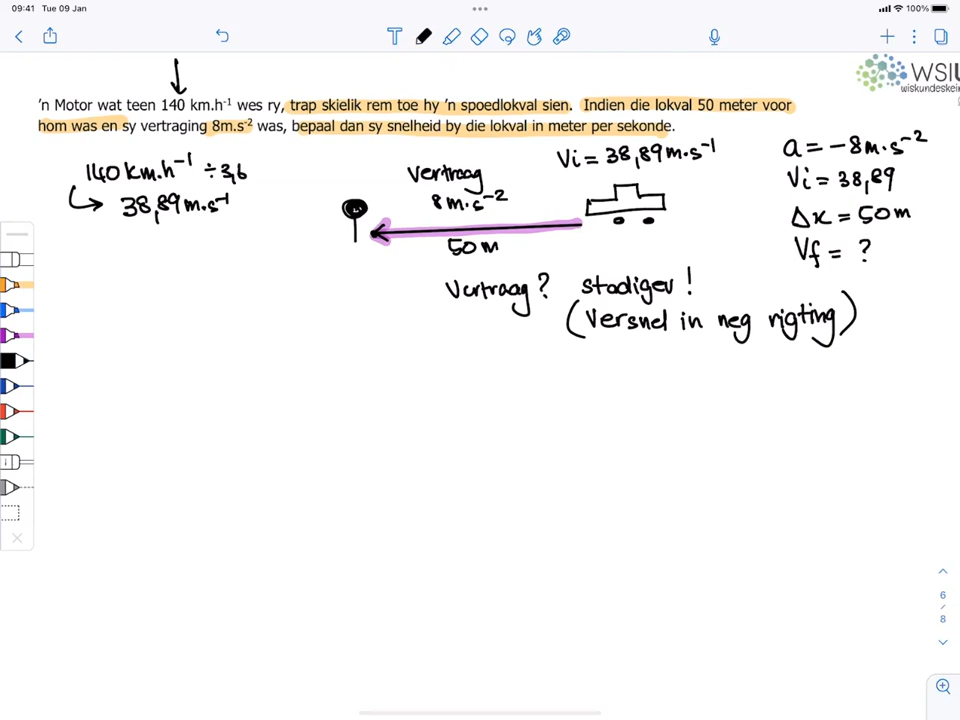 09:41 Tue 09 Jan
100%
WSIU
wiskundeskein
'n Motor wat teen 140 km.h⁻¹ wes ry, trap skielik rem toe hy 'n spoedlokval sien. Indien die lokval 50 meter voor
hom was en sy vertraging 8m.s⁻² was, bepaal dan sy snelheid by die lokval in meter per sekonde.
140 km.h⁻¹ ÷ 3,6
38,89 m.s⁻¹
vertraag
8 m.s⁻²
50 m
Vi = 38,89 m.s⁻¹
a = -8 m.s⁻²
Vi = 38,89
Δx = 50 m
Vf = ?
Vertraag? stadiger!
(Versnel in neg rigting)
6
/
8